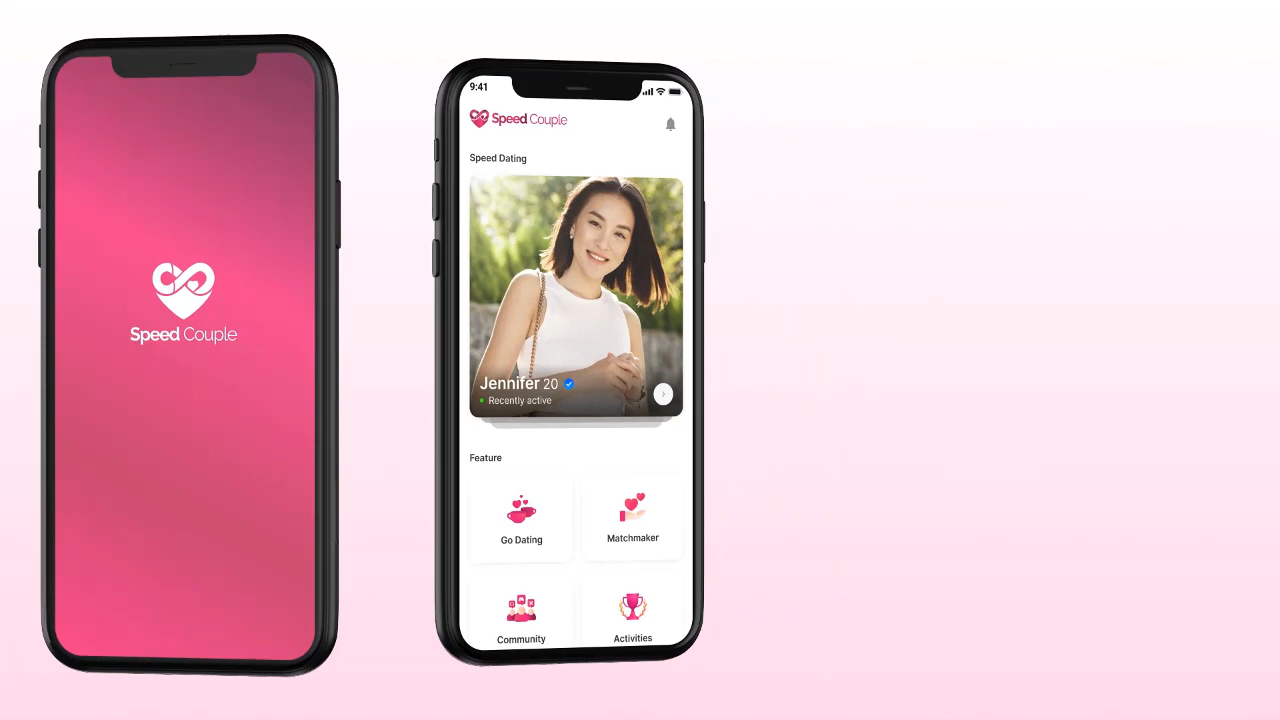 Speed Couple
9:41
Speed Couple
Speed Dating
Jennifer 20
Recently active
Feature
Go Dating
Matchmaker
Community
Activities